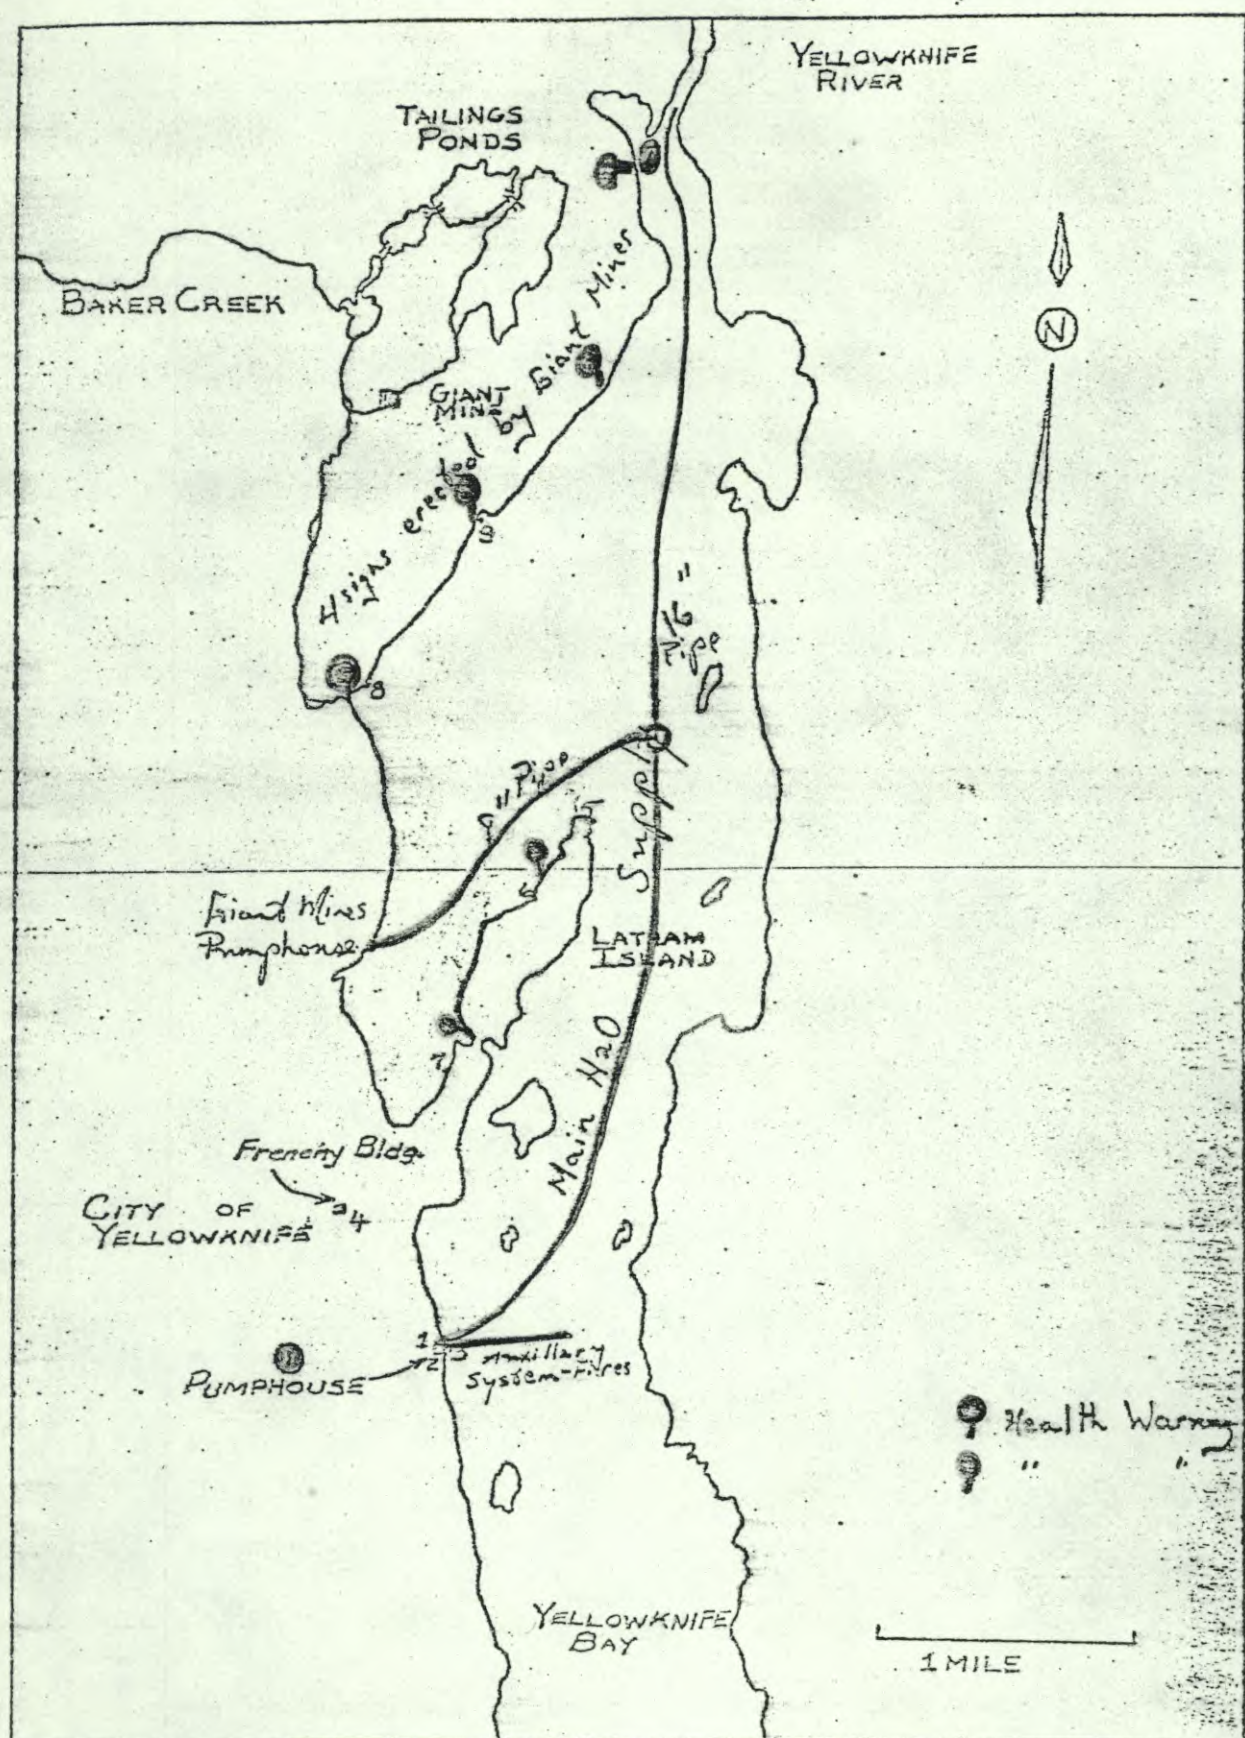 YELLOWKNIFE
RIVER
TAILINGS
PONDS
BAKER CREEK
N
GIANT
MINE
4 signs erected by Giant Mines
9
8
16"
Pipe
6" Pipe
Giant Mines
Pumphouse
LATHAM
ISLAND
7
Main H2O Supply
Frenchy Bldg.
4
CITY OF
YELLOWKNIFE
1
2
3
Auxillary
System-Fires
PUMPHOUSE
Health Warning
" "
YELLOWKNIFE
BAY
1 MILE